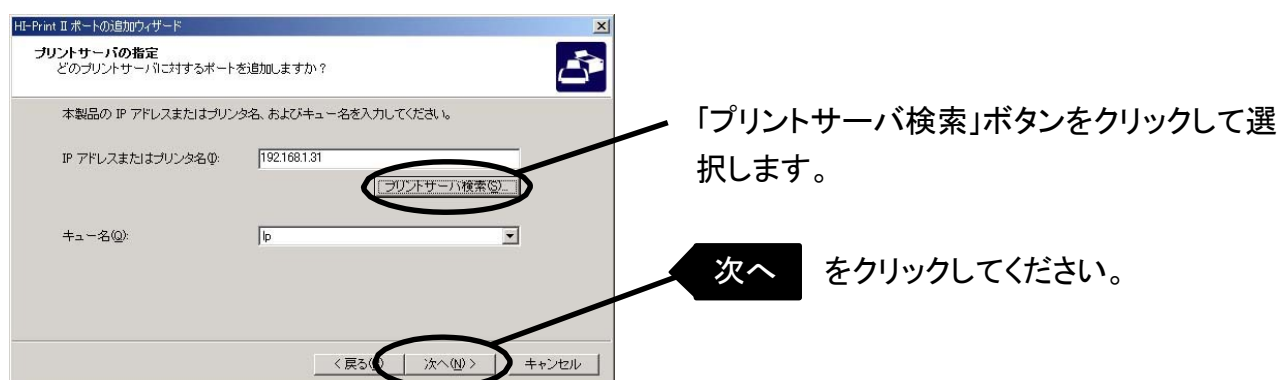 HI-Print II ポートの追加ウィザード
プリントサーバの指定
どのプリントサーバに対するポートを追加しますか?
本製品の IP アドレスまたはプリンタ名、およびキュー名を入力してください。
IP アドレスまたはプリンタ名(I):
192.168.1.31
プリントサーバ検索(S)...
キュー名(Q):
lp
< 戻る
次へ(N) >
キャンセル
「プリントサーバ検索」ボタンをクリックして選
択します。
次へ をクリックしてください。